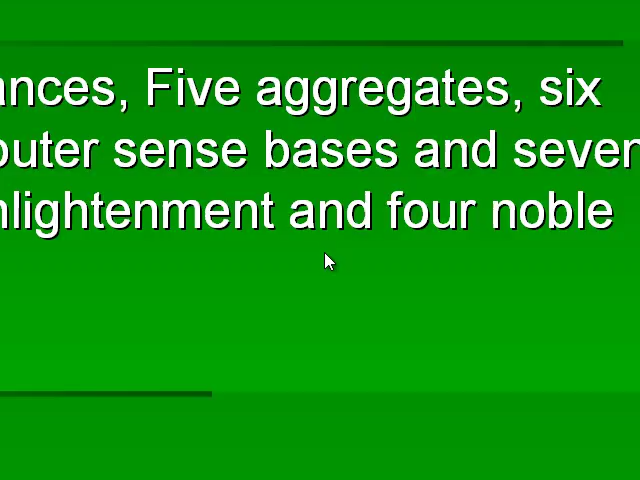 ances, Five aggregates, six
outer sense bases and seven
nlightenment and four noble